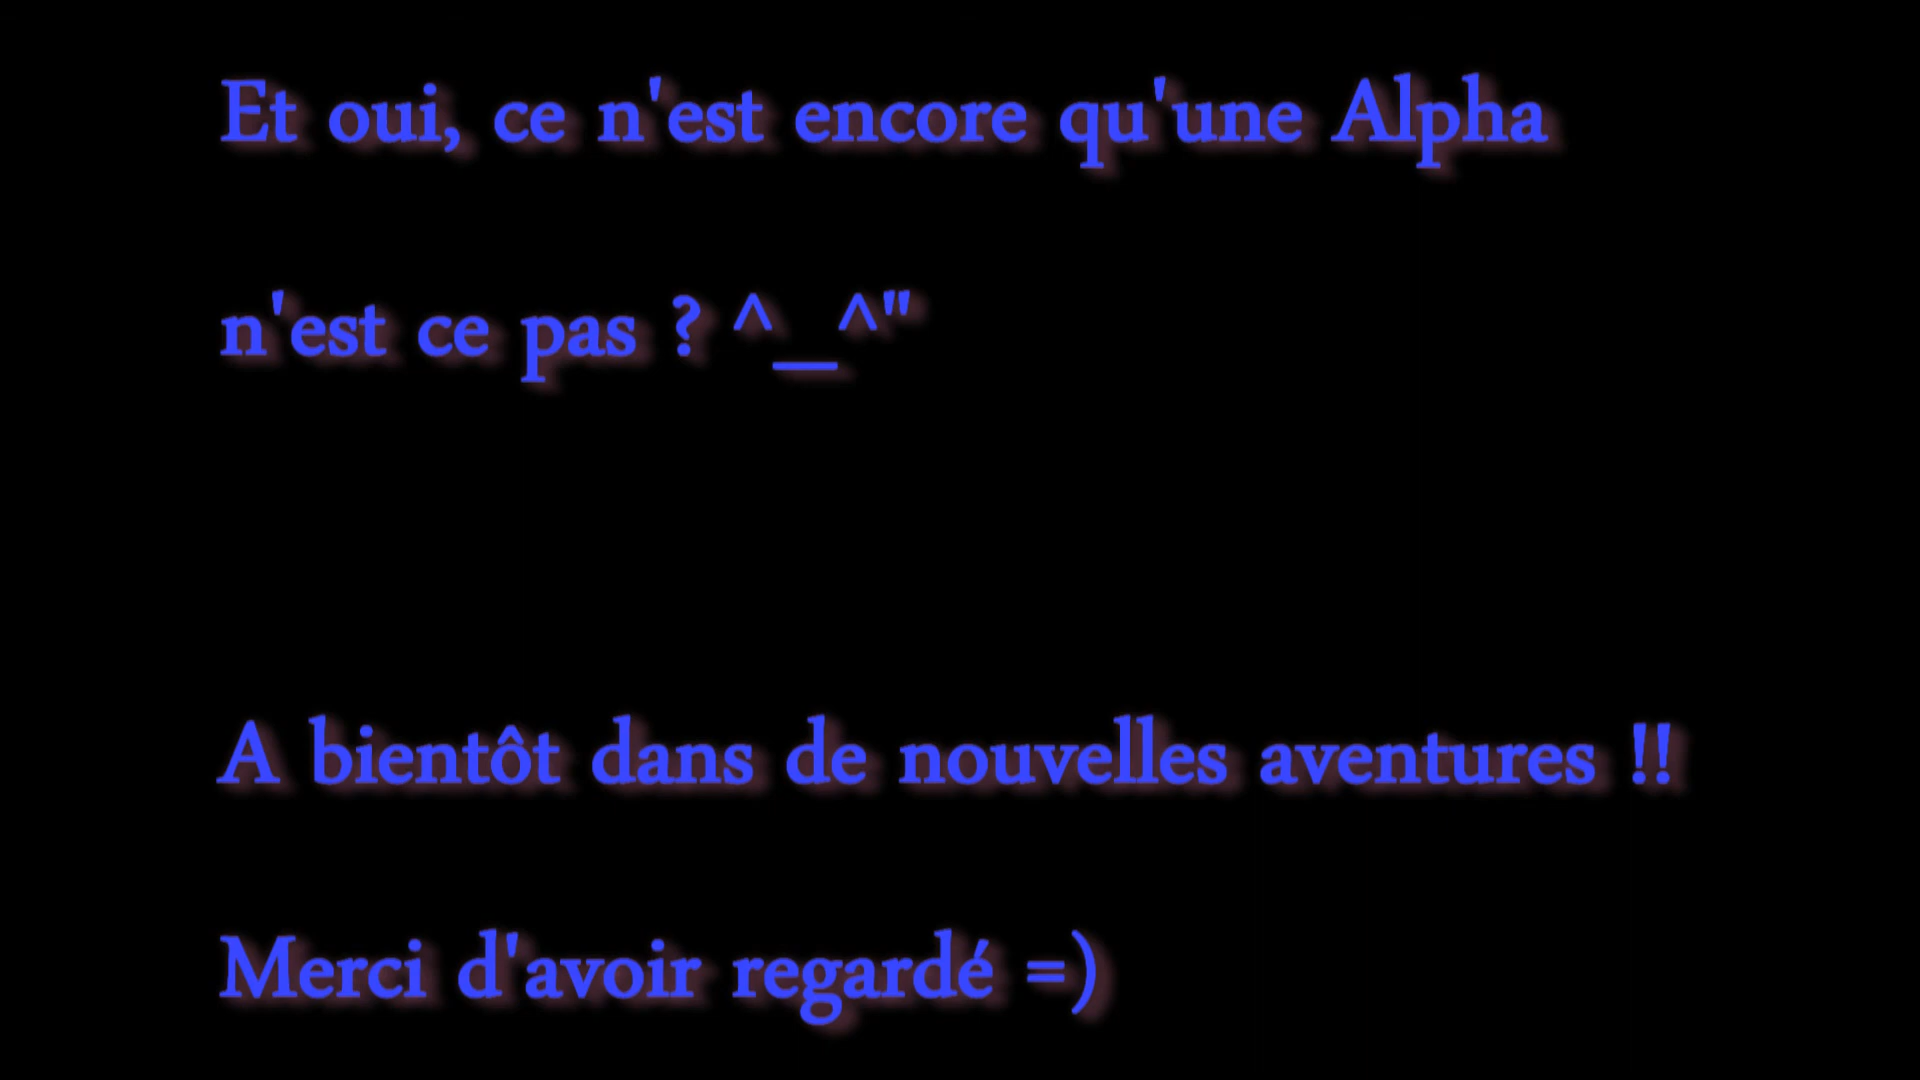 Et oui, ce n'est encore qu'une Alpha
n'est ce pas ? ^_^"
A bientôt dans de nouvelles aventures !!
Merci d'avoir regardé =)